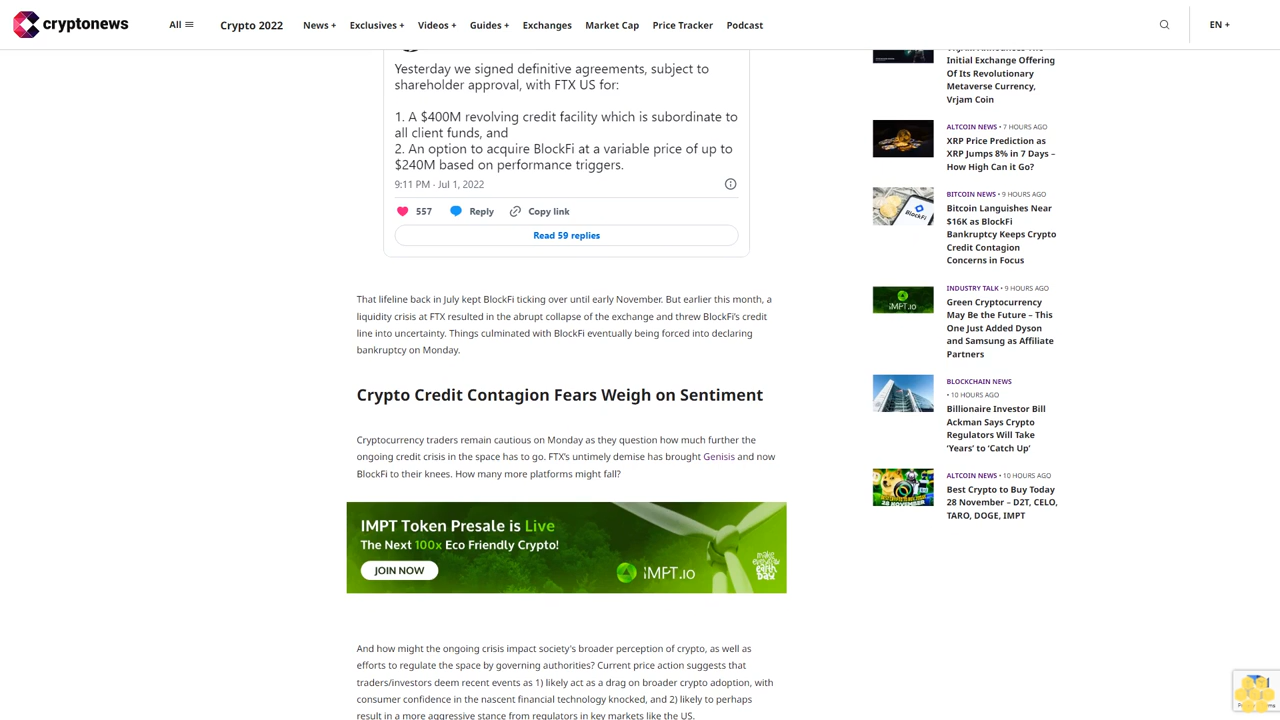 cryptonews
All
Crypto 2022
News +
Exclusives +
Videos +
Guides +
Exchanges
Market Cap
Price Tracker
Podcast
EN +
Yesterday we signed definitive agreements, subject to
shareholder approval, with FTX US for:
1. A $400M revolving credit facility which is subordinate to
all client funds, and
2. An option to acquire BlockFi at a variable price of up to
$240M based on performance triggers.
9:11 PM · Jul 1, 2022
557
Reply
Copy link
Read 59 replies
That lifeline back in July kept BlockFi ticking over until early November. But earlier this month, a
liquidity crisis at FTX resulted in the abrupt collapse of the exchange and threw BlockFi's credit
line into uncertainty. Things culminated with BlockFi eventually being forced into declaring
bankruptcy on Monday.
Crypto Credit Contagion Fears Weigh on Sentiment
Cryptocurrency traders remain cautious on Monday as they question how much further the
ongoing credit crisis in the space has to go. FTX's untimely demise has brought Genisis and now
BlockFi to their knees. How many more platforms might fall?
IMPT Token Presale is Live
The Next 100x Eco Friendly Crypto!
JOIN NOW
iMPT.io
make
everyday
earth
DAY
And how might the ongoing crisis impact society's broader perception of crypto, as well as
efforts to regulate the space by governing authorities? Current price action suggests that
traders/investors deem recent events as 1) likely act as a drag on broader crypto adoption, with
consumer confidence in the nascent financial technology knocked, and 2) likely to perhaps
result in a more aggressive stance from regulators in key markets like the US.
Initial Exchange Offering
Of Its Revolutionary
Metaverse Currency,
Vrjam Coin
ALTCOIN NEWS • 7 HOURS AGO
XRP Price Prediction as
XRP Jumps 8% in 7 Days –
How High Can it Go?
BITCOIN NEWS • 9 HOURS AGO
BlockFi
Bitcoin Languishes Near
$16K as BlockFi
Bankruptcy Keeps Crypto
Credit Contagion
Concerns in Focus
INDUSTRY TALK • 9 HOURS AGO
iMPT.io
Green Cryptocurrency
May Be the Future – This
One Just Added Dyson
and Samsung as Affiliate
Partners
BLOCKCHAIN NEWS
• 10 HOURS AGO
Billionaire Investor Bill
Ackman Says Crypto
Regulators Will Take
'Years' to 'Catch Up'
ALTCOIN NEWS • 10 HOURS AGO
Best Crypto to Buy Today
28 November – D2T, CELO,
TARO, DOGE, IMPT